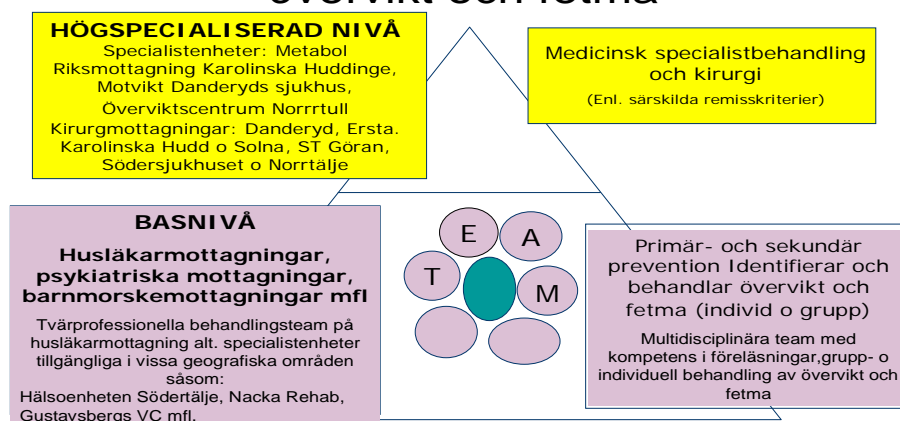 övervikt och fetma
HÖGSPECIALISERAD NIVÅ
Specialistenheter: Metabol
Riksmottagning Karolinska Huddinge,
Motvikt Danderyds sjukhus,
Överviktscentrum Norrrtull
Kirurgmottagningar: Danderyd, Ersta.
Karolinska Hudd o Solna, ST Göran,
Södersjukhuset o Norrtälje
Medicinsk specialistbehandling
och kirurgi
(Enl. särskilda remisskriterier)
BASNIVÅ
Husläkarmottagningar,
psykiatriska mottagningar,
barnmorskemottagningar mfl
Tvärprofessionella behandlingsteam på
husläkarmottagning alt. specialistenheter
tillgängliga i vissa geografiska områden
såsom:
Hälsoenheten Södertälje, Nacka Rehab,
Gustavsbergs VC mfl.
T E A M
Primär- och sekundär
prevention Identifierar och
behandlar övervikt och
fetma (individ o grupp)
Multidisciplinära team med
kompetens i föreläsningar,grupp- o
individuell behandling av övervikt och
fetma